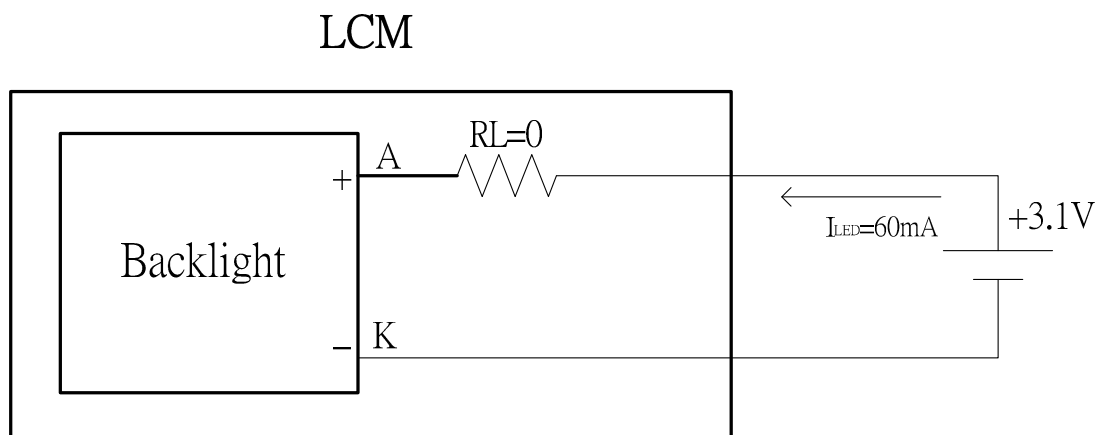 LCM
RL=0
A
+
+3.1V
ILED=60mA
Backlight
K
−